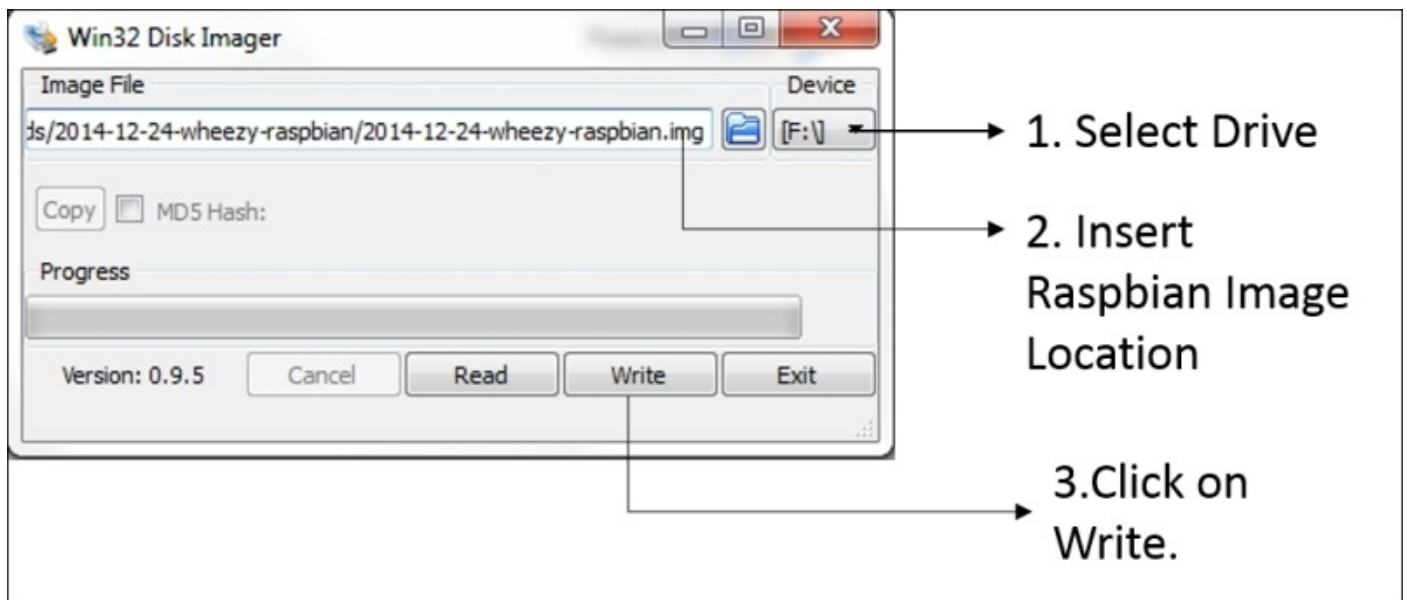 Win32 Disk Imager
Image File
Device
ds/2014-12-24-wheezy-raspbian/2014-12-24-wheezy-raspbian.img
[F:\]
1. Select Drive
Copy
MD5 Hash:
2. Insert
Raspbian Image
Location
Progress
Version: 0.9.5
Cancel
Read
Write
Exit
3.Click on
Write.